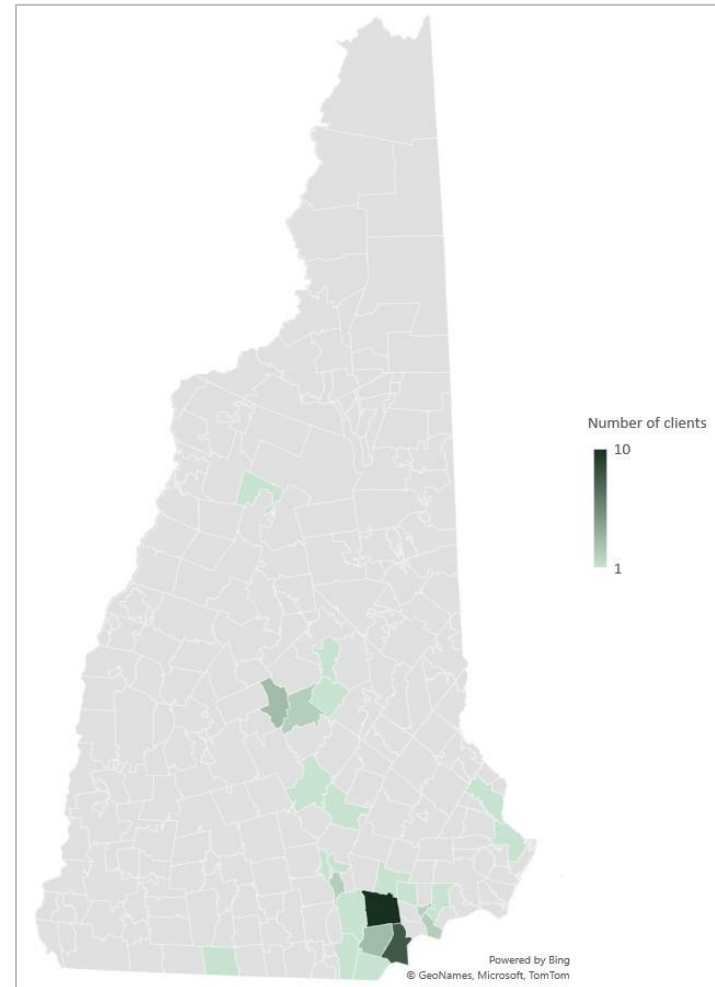 Number of clients
10
1
Powered by Bing
© GeoNames, Microsoft, TomTom